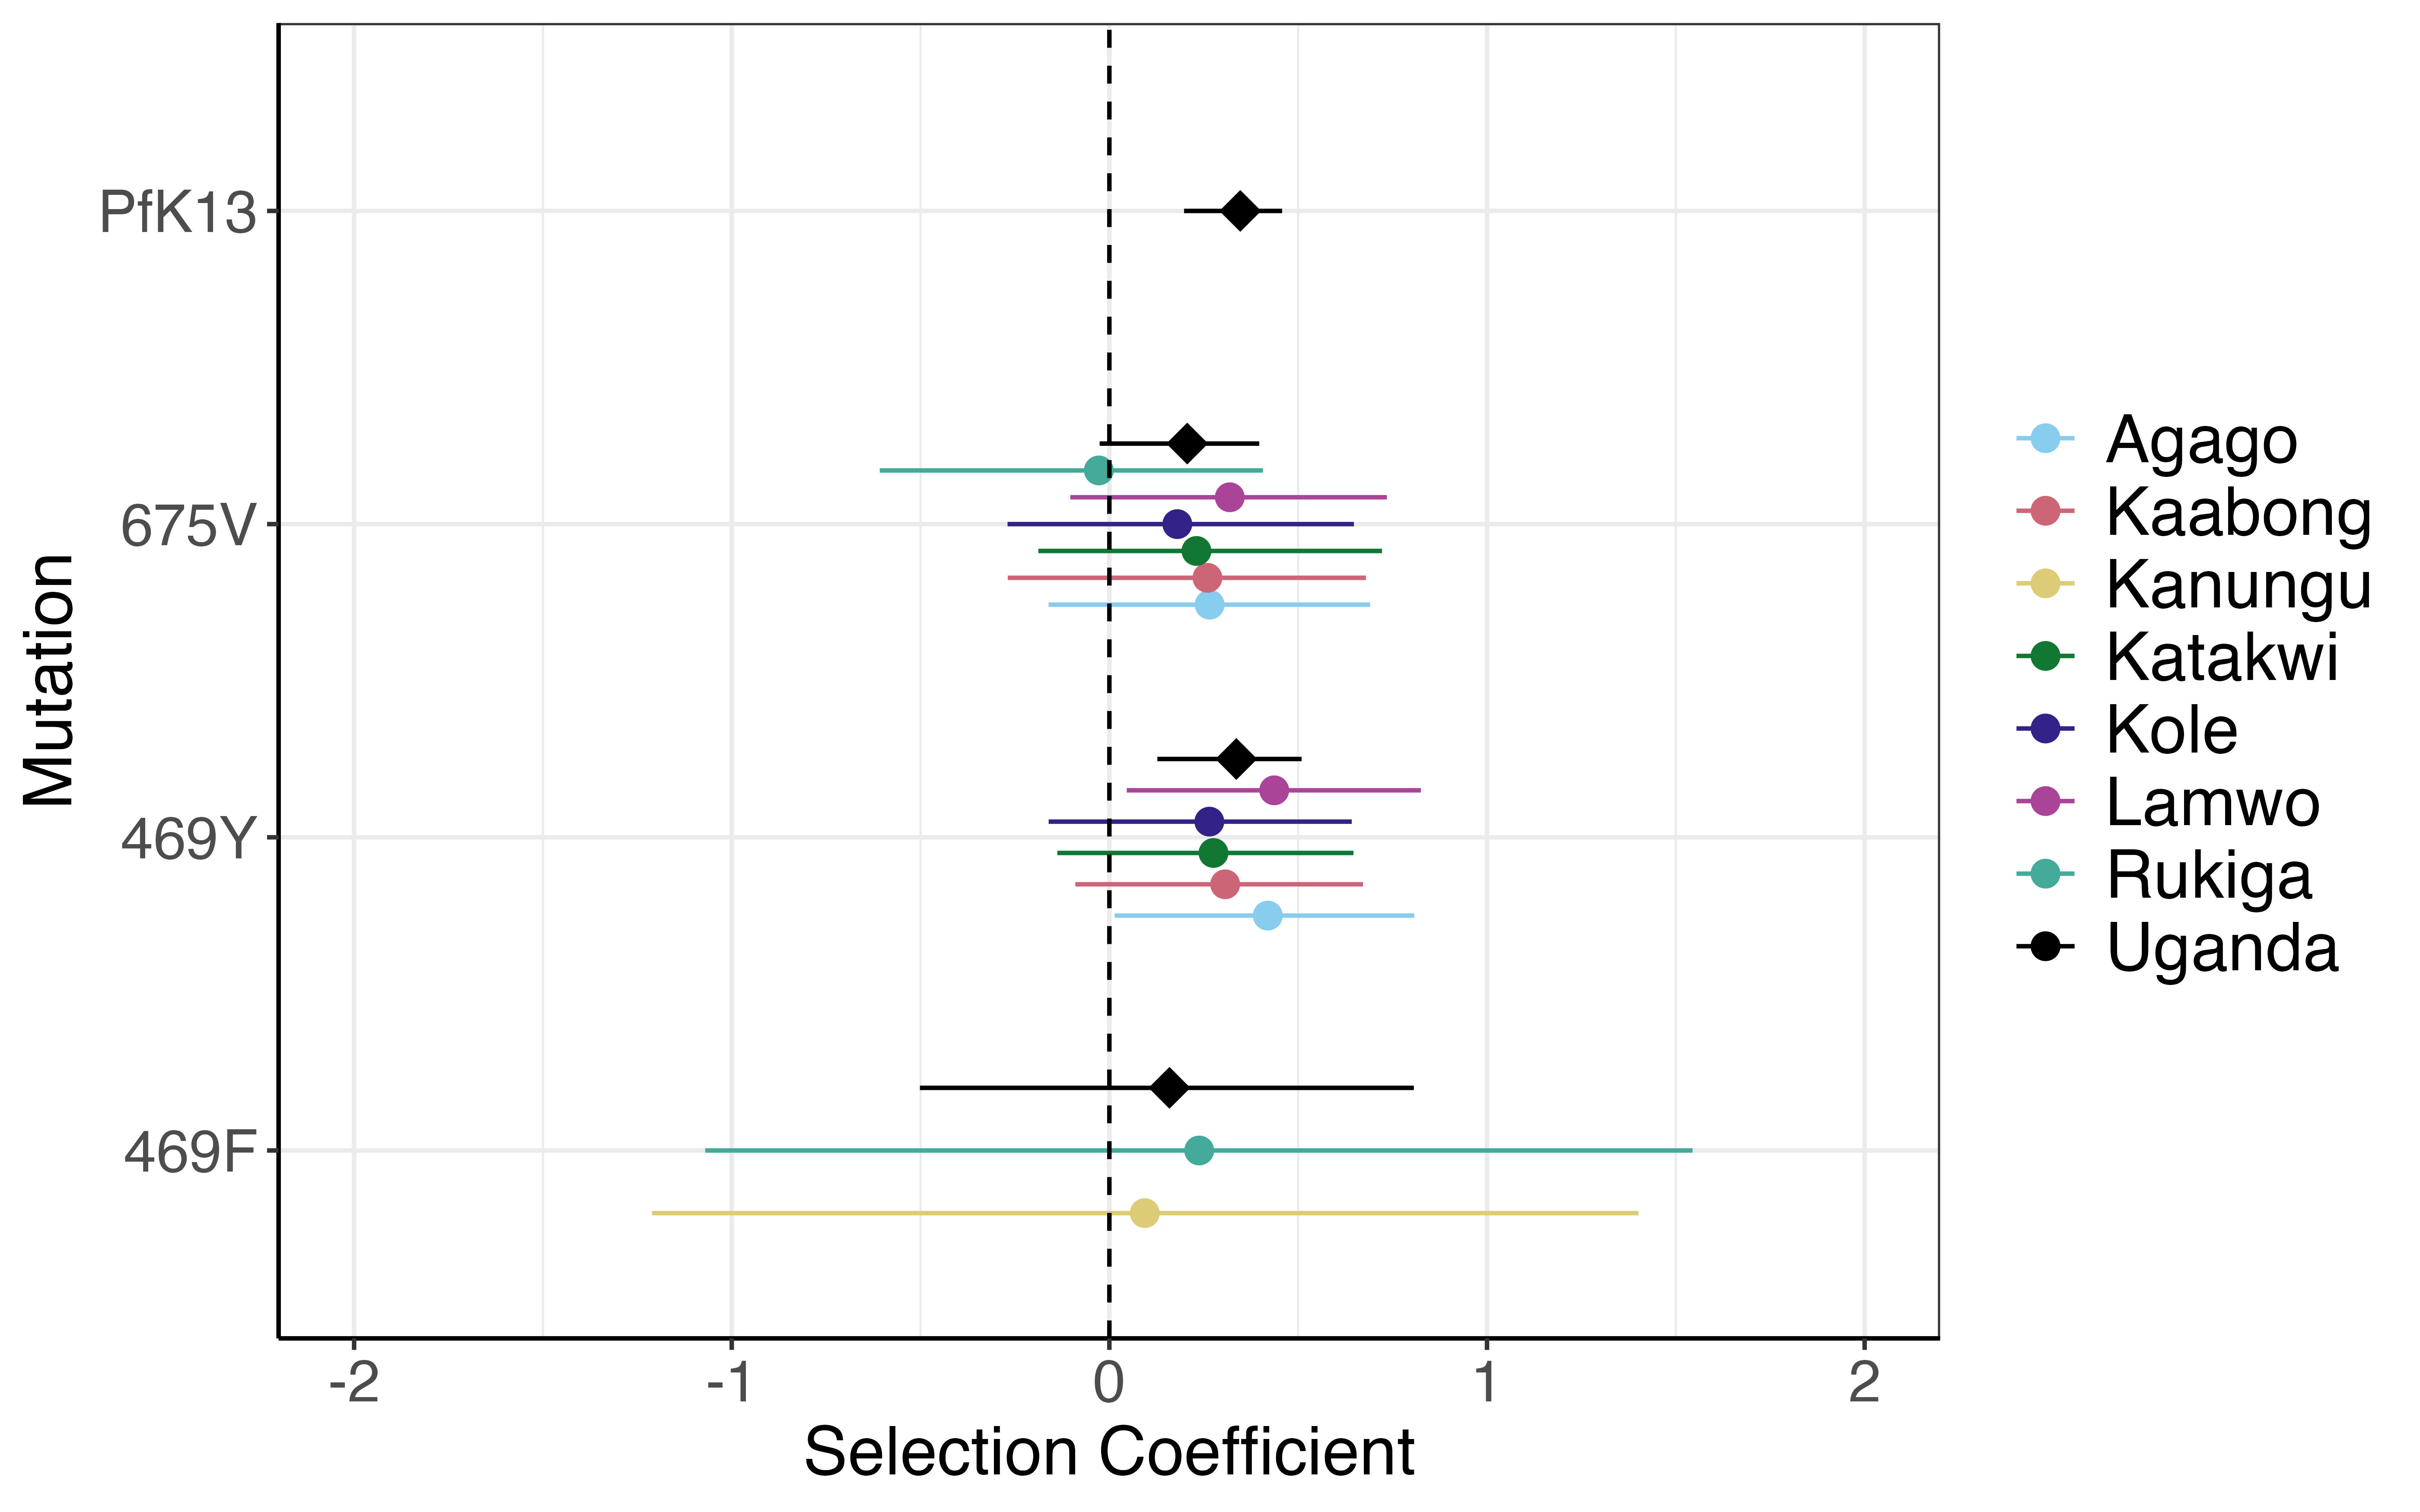 Mutation
PfK13
675V
469Y
469F
-2 -1 0 1 2
Selection Coefficient
Agago
Kaabong
Kanungu
Katakwi
Kole
Lamwo
Rukiga
Uganda